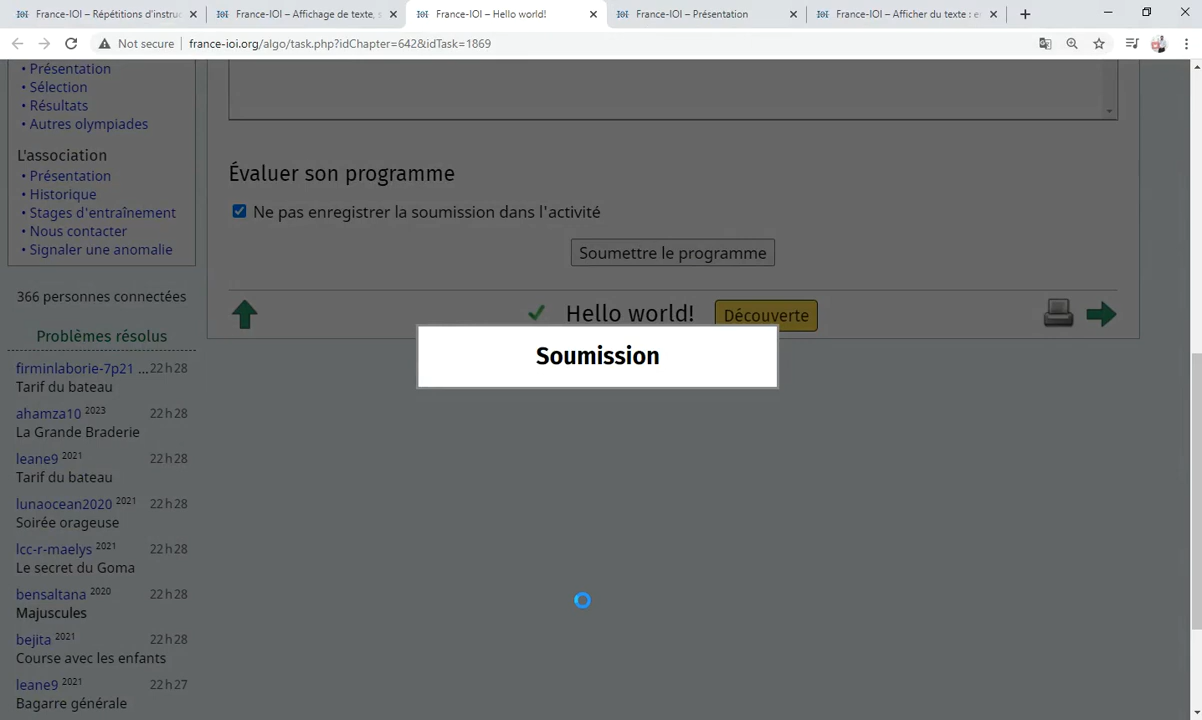 France-IOI – Répétitions d'instruc
France-IOI – Affichage de texte, s
France-IOI – Hello world!
France-IOI – Présentation
France-IOI – Afficher du texte : e
Not secure
france-ioi.org/algo/task.php?idChapter=642&idTask=1869
• Présentation
• Sélection
• Résultats
• Autres olympiades
L'association
• Présentation
• Historique
• Stages d'entraînement
• Nous contacter
• Signaler une anomalie
366 personnes connectées
Problèmes résolus
firminlaborie-7p21 ... 22h28
Tarif du bateau
ahamza10 2023 22h28
La Grande Braderie
leane9 2021 22h28
Tarif du bateau
lunaocean2020 2021 22h28
Soirée orageuse
lcc-r-maelys 2021 22h28
Le secret du Goma
bensaltana 2020 22h28
Majuscules
bejita 2021 22h28
Course avec les enfants
leane9 2021 22h27
Bagarre générale
Évaluer son programme
Ne pas enregistrer la soumission dans l'activité
Soumettre le programme
Hello world!
Découverte
Soumission